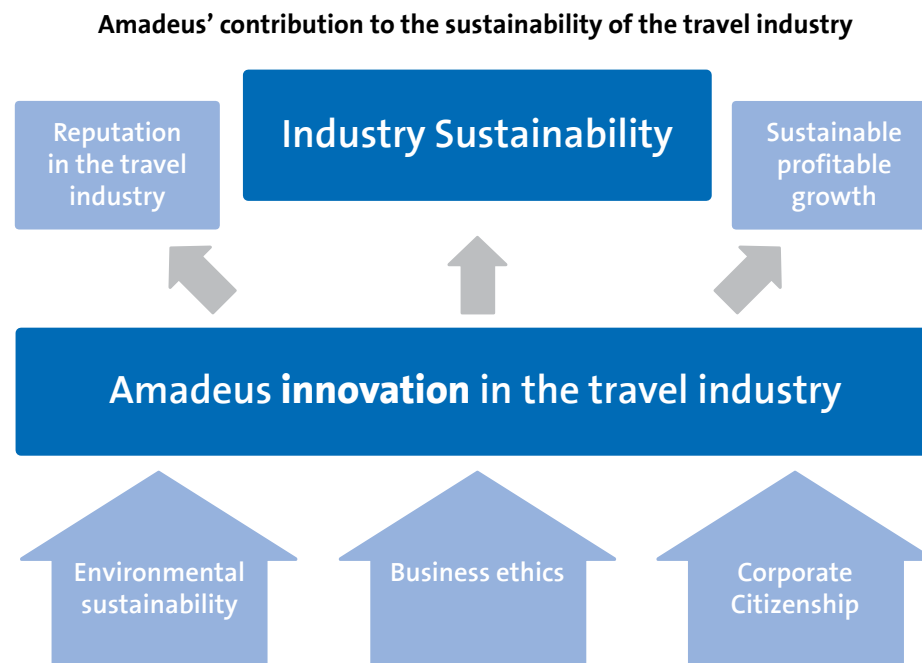 Amadeus’ contribution to the sustainability of the travel industry
Reputation
in the travel
industry
Industry Sustainability
Sustainable
profitable
growth
Amadeus innovation in the travel industry
Environmental
sustainability
Business ethics
Corporate
Citizenship